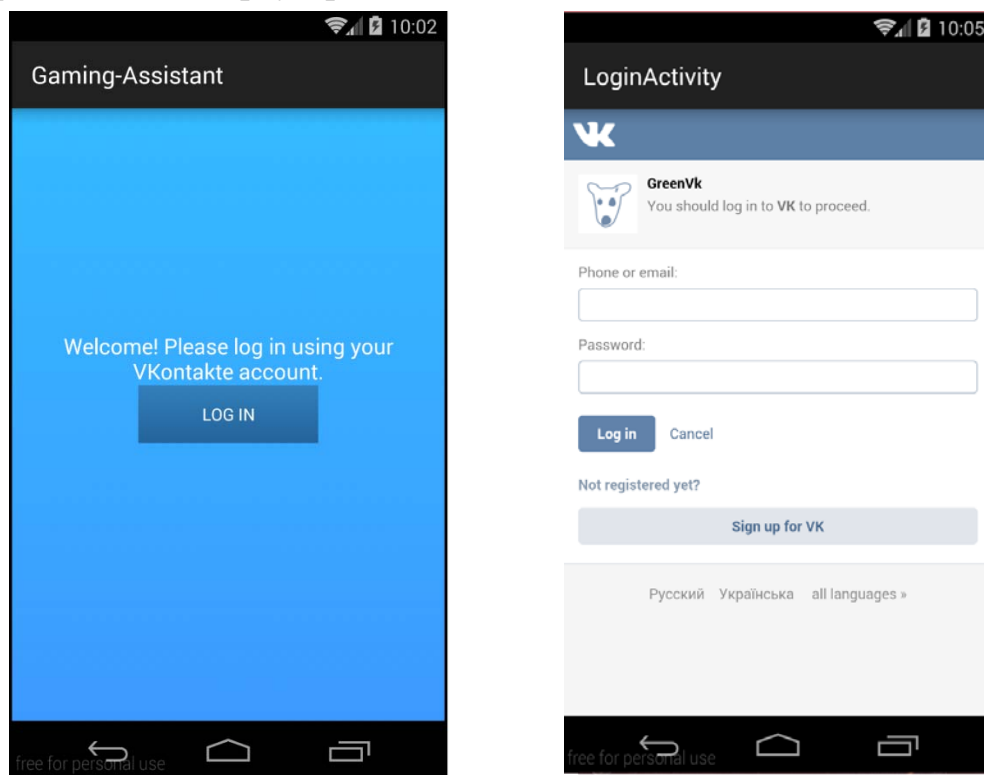 10:02
Gaming-Assistant
Welcome! Please log in using your
VKontakte account.
LOG IN
free for personal use
10:05
LoginActivity
VK
GreenVk
You should log in to VK to proceed.
Phone or email:
Password:
Log in Cancel
Not registered yet?
Sign up for VK
Русский Українська all languages »
free for personal use